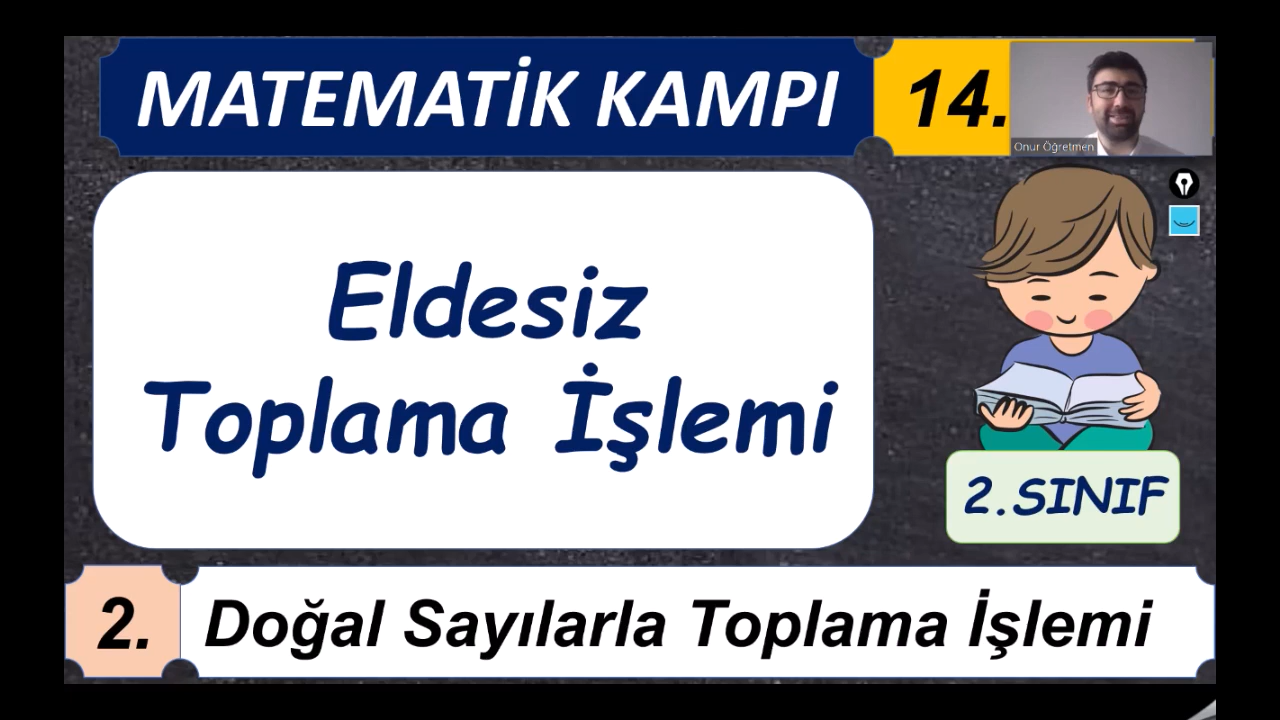 MATEMATİK KAMPI
14.
Onur Öğretmen
Eldesiz
Toplama İşlemi
2.SINIF
2.
Doğal Sayılarla Toplama İşlemi